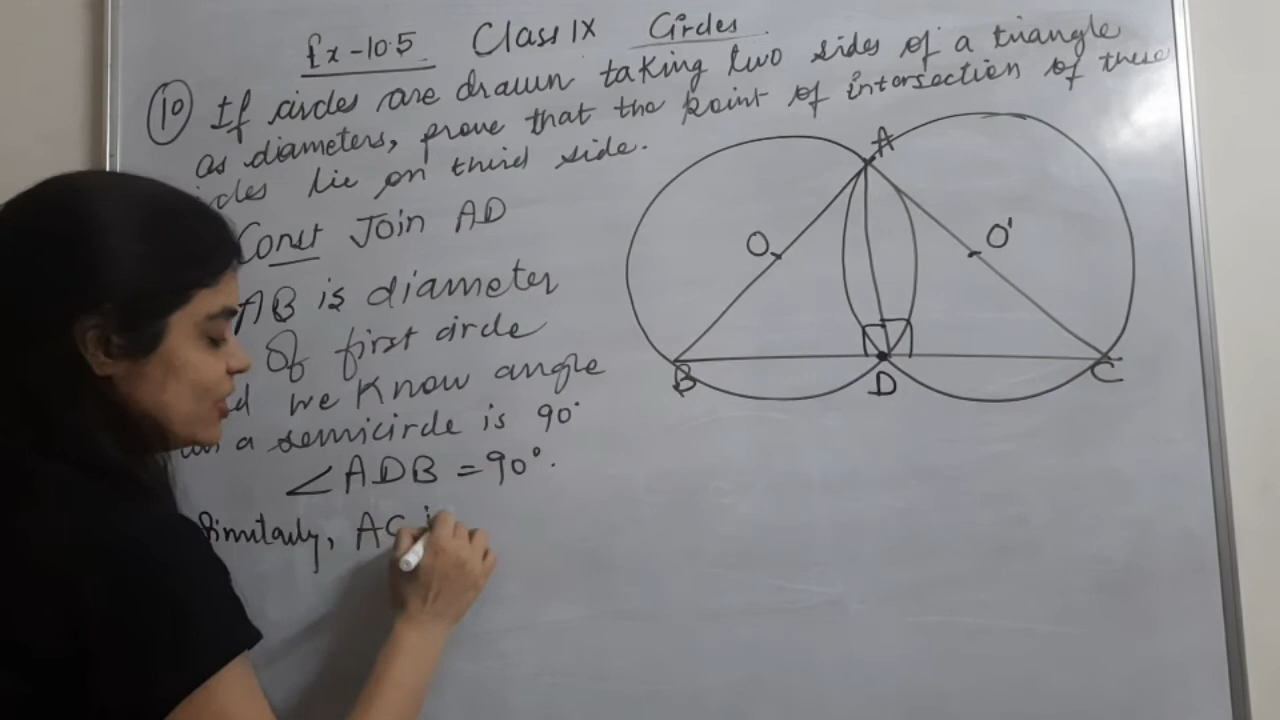 Ex-10.5 Class IX Circles
10 If circles are drawn taking two sides of a triangle
as diameters, prove that the point of intersection of these
cles lie on third side.
Const Join AD
AB is diameter
of first circle
d we know angle
a semicircle is 90°
∠ADB = 90°.
Similarly, AC i
A
O
O'
B
D
C